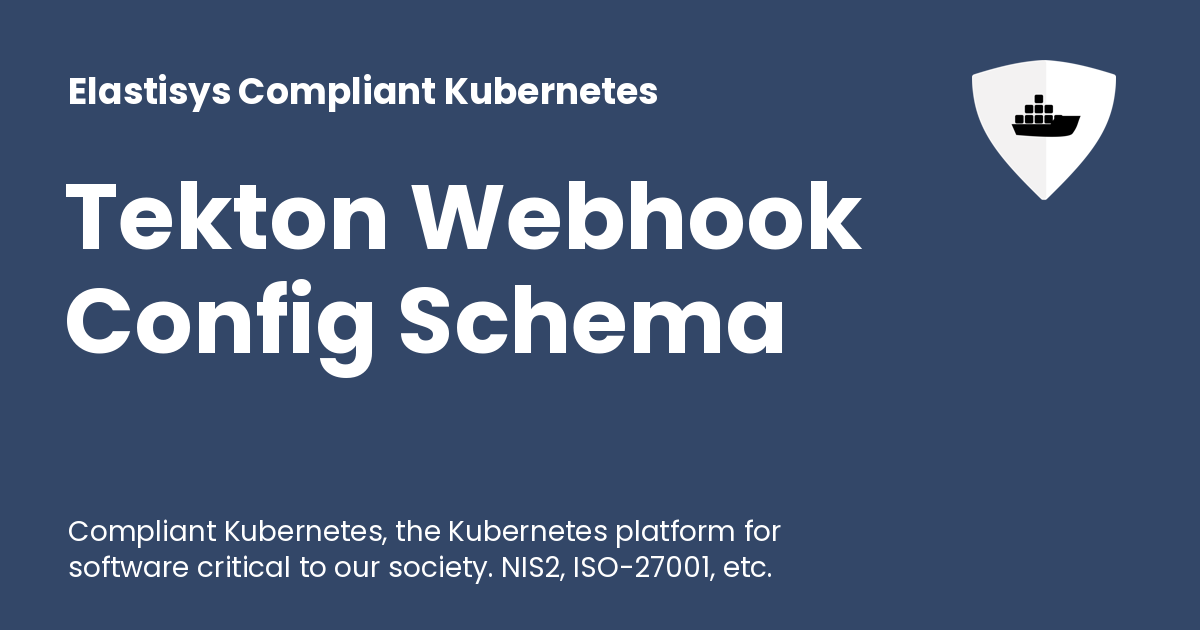 Elastisys Compliant Kubernetes
Tekton Webhook
Config Schema
Compliant Kubernetes, the Kubernetes platform for
software critical to our society. NIS2, ISO-27001, etc.